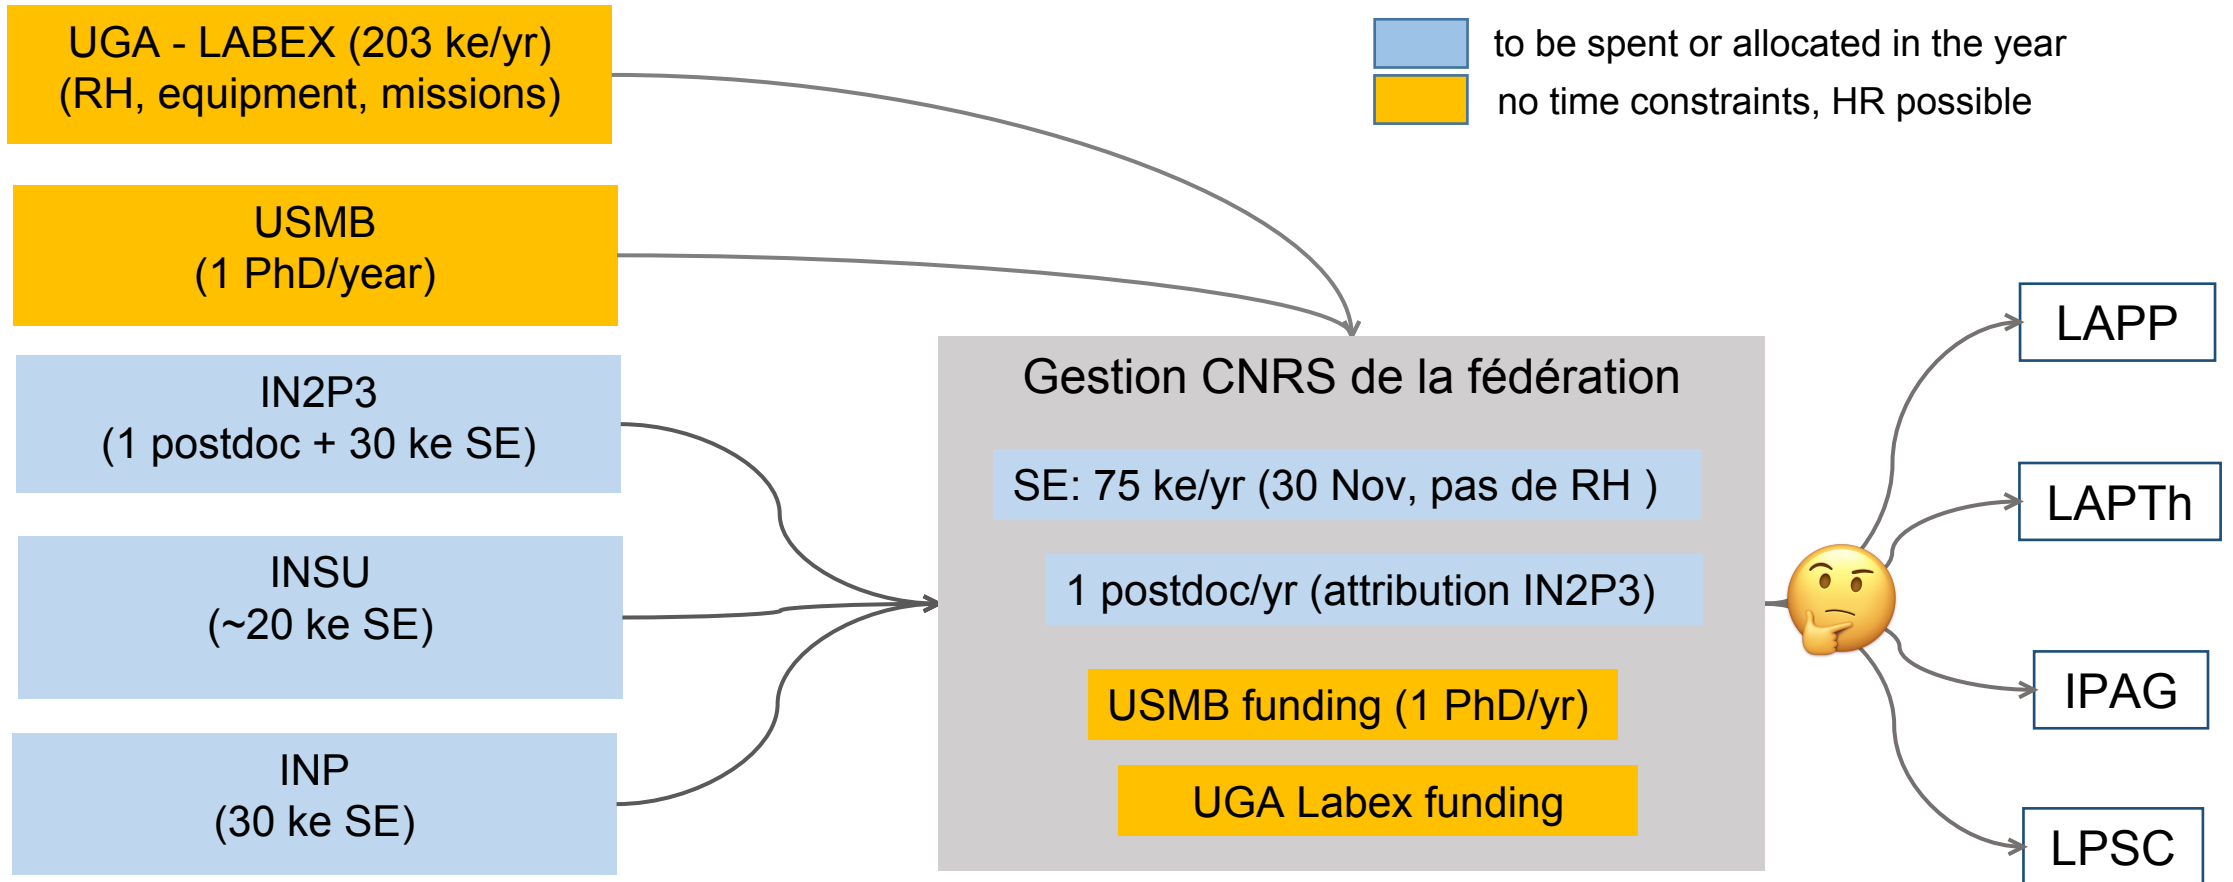 UGA - LABEX (203 ke/yr)
(RH, equipment, missions)
to be spent or allocated in the year
no time constraints, HR possible
USMB
(1 PhD/year)
IN2P3
(1 postdoc + 30 ke SE)
INSU
(~20 ke SE)
INP
(30 ke SE)
Gestion CNRS de la fédération
SE: 75 ke/yr (30 Nov, pas de RH )
1 postdoc/yr (attribution IN2P3)
USMB funding (1 PhD/yr)
UGA Labex funding
LAPP
LAPTh
IPAG
LPSC